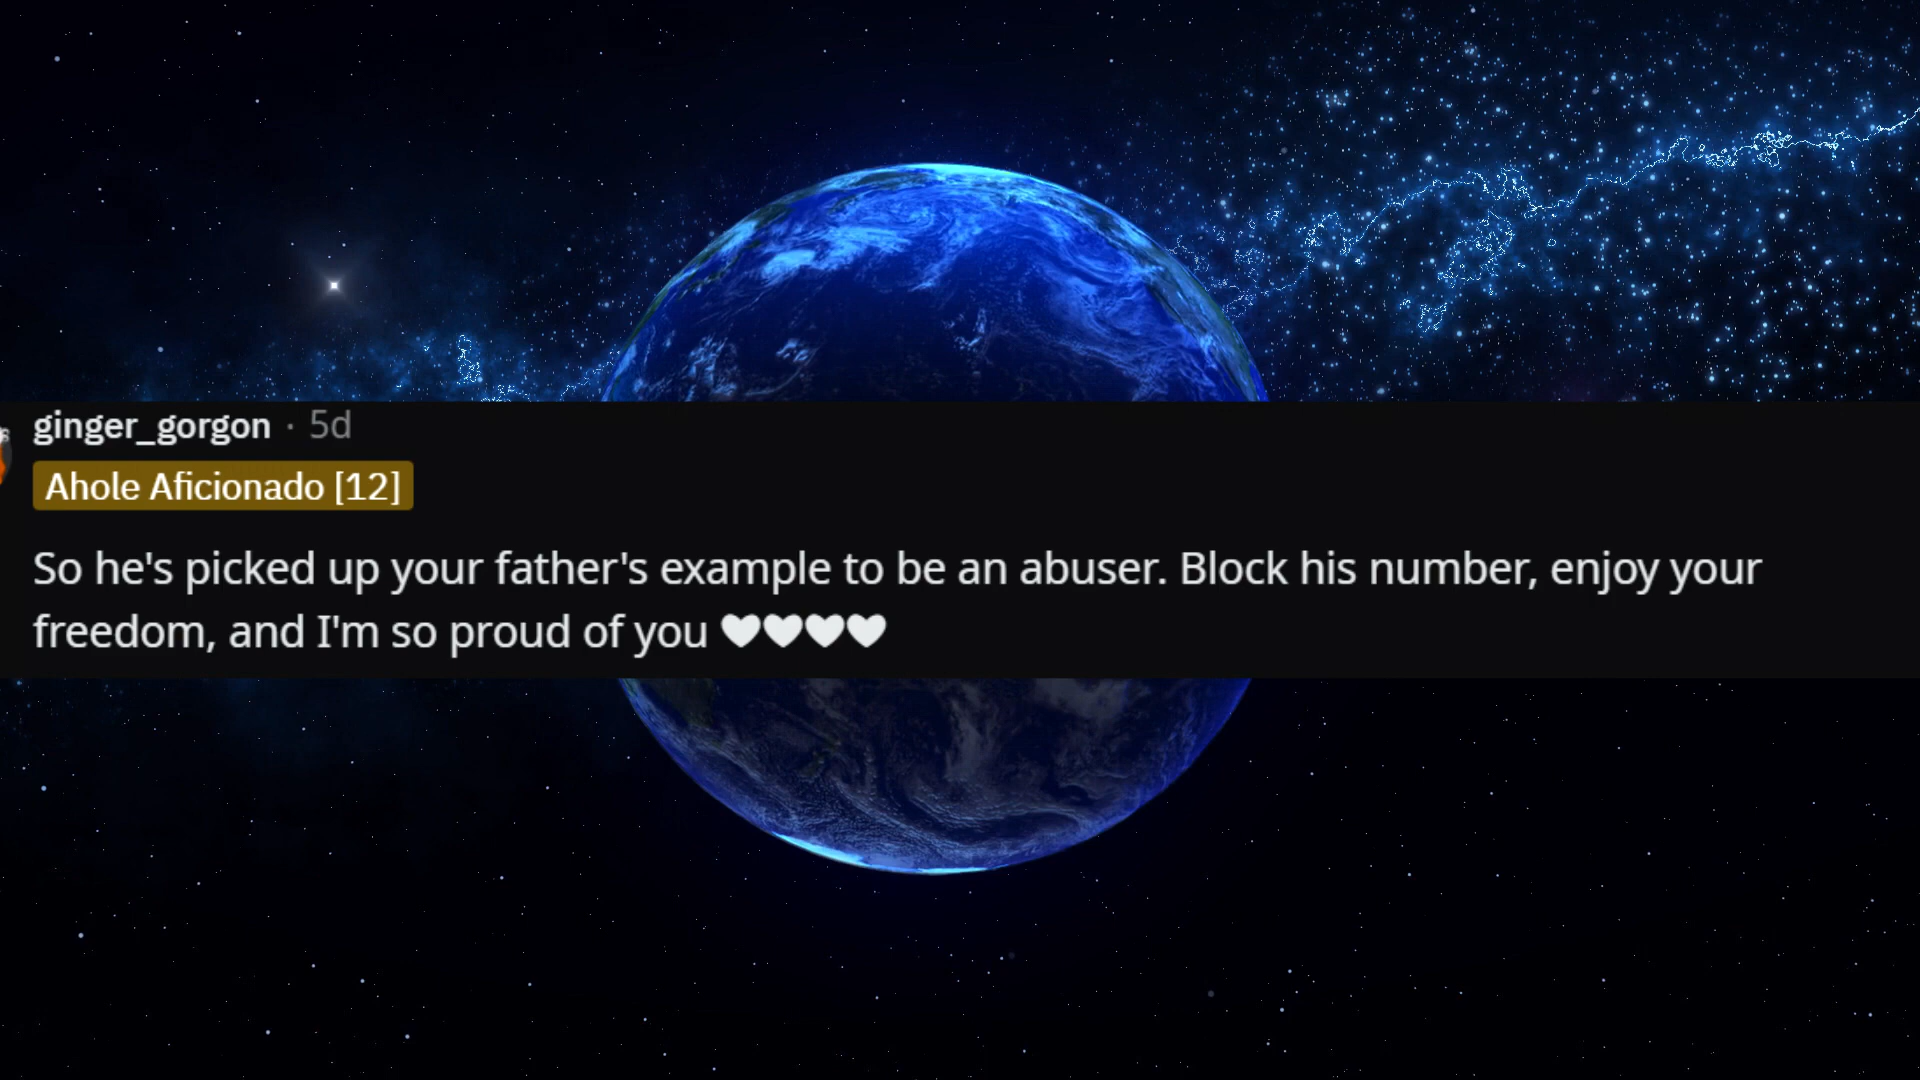 ginger_gorgon · 5d
Ahole Aficionado [12]
So he's picked up your father's example to be an abuser. Block his number, enjoy your
freedom, and I'm so proud of you 🤍🤍🤍🤍